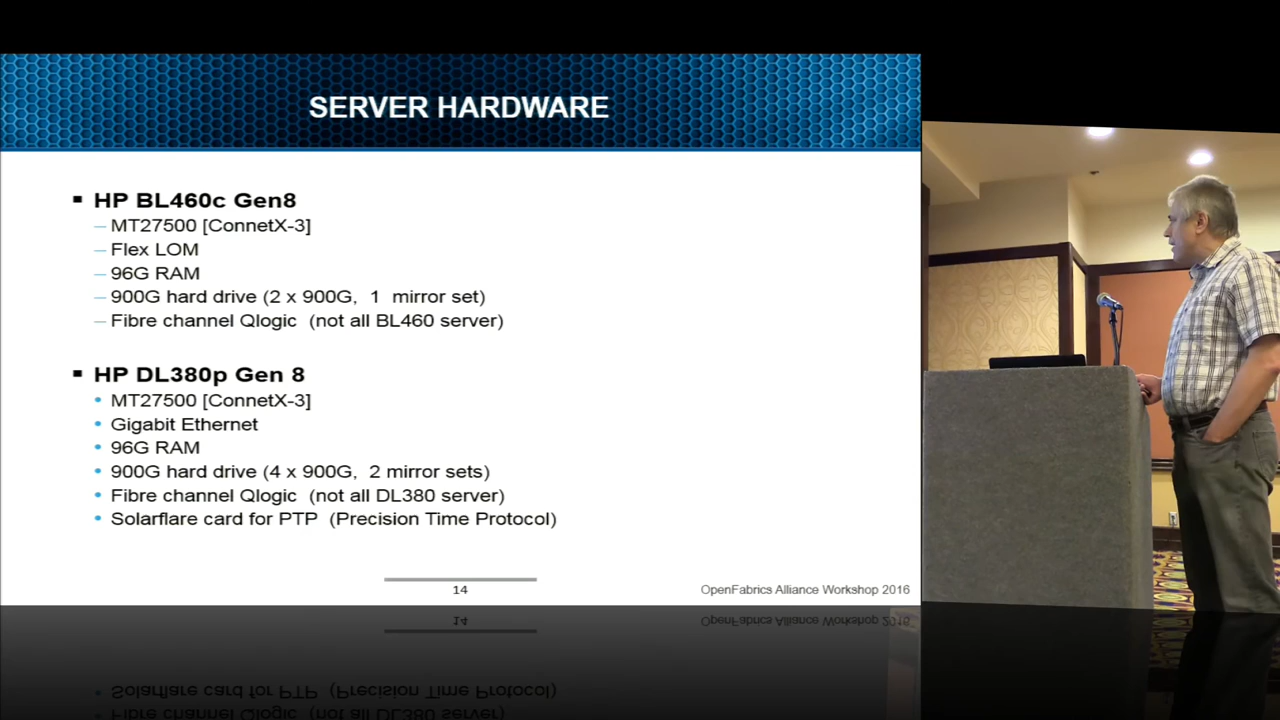 SERVER HARDWARE
▪ HP BL460c Gen8
– MT27500 [ConnetX-3]
– Flex LOM
– 96G RAM
– 900G hard drive (2 x 900G, 1 mirror set)
– Fibre channel Qlogic (not all BL460 server)
▪ HP DL380p Gen 8
• MT27500 [ConnetX-3]
• Gigabit Ethernet
• 96G RAM
• 900G hard drive (4 x 900G, 2 mirror sets)
• Fibre channel Qlogic (not all DL380 server)
• Solarflare card for PTP (Precision Time Protocol)
14
OpenFabrics Alliance Workshop 2016